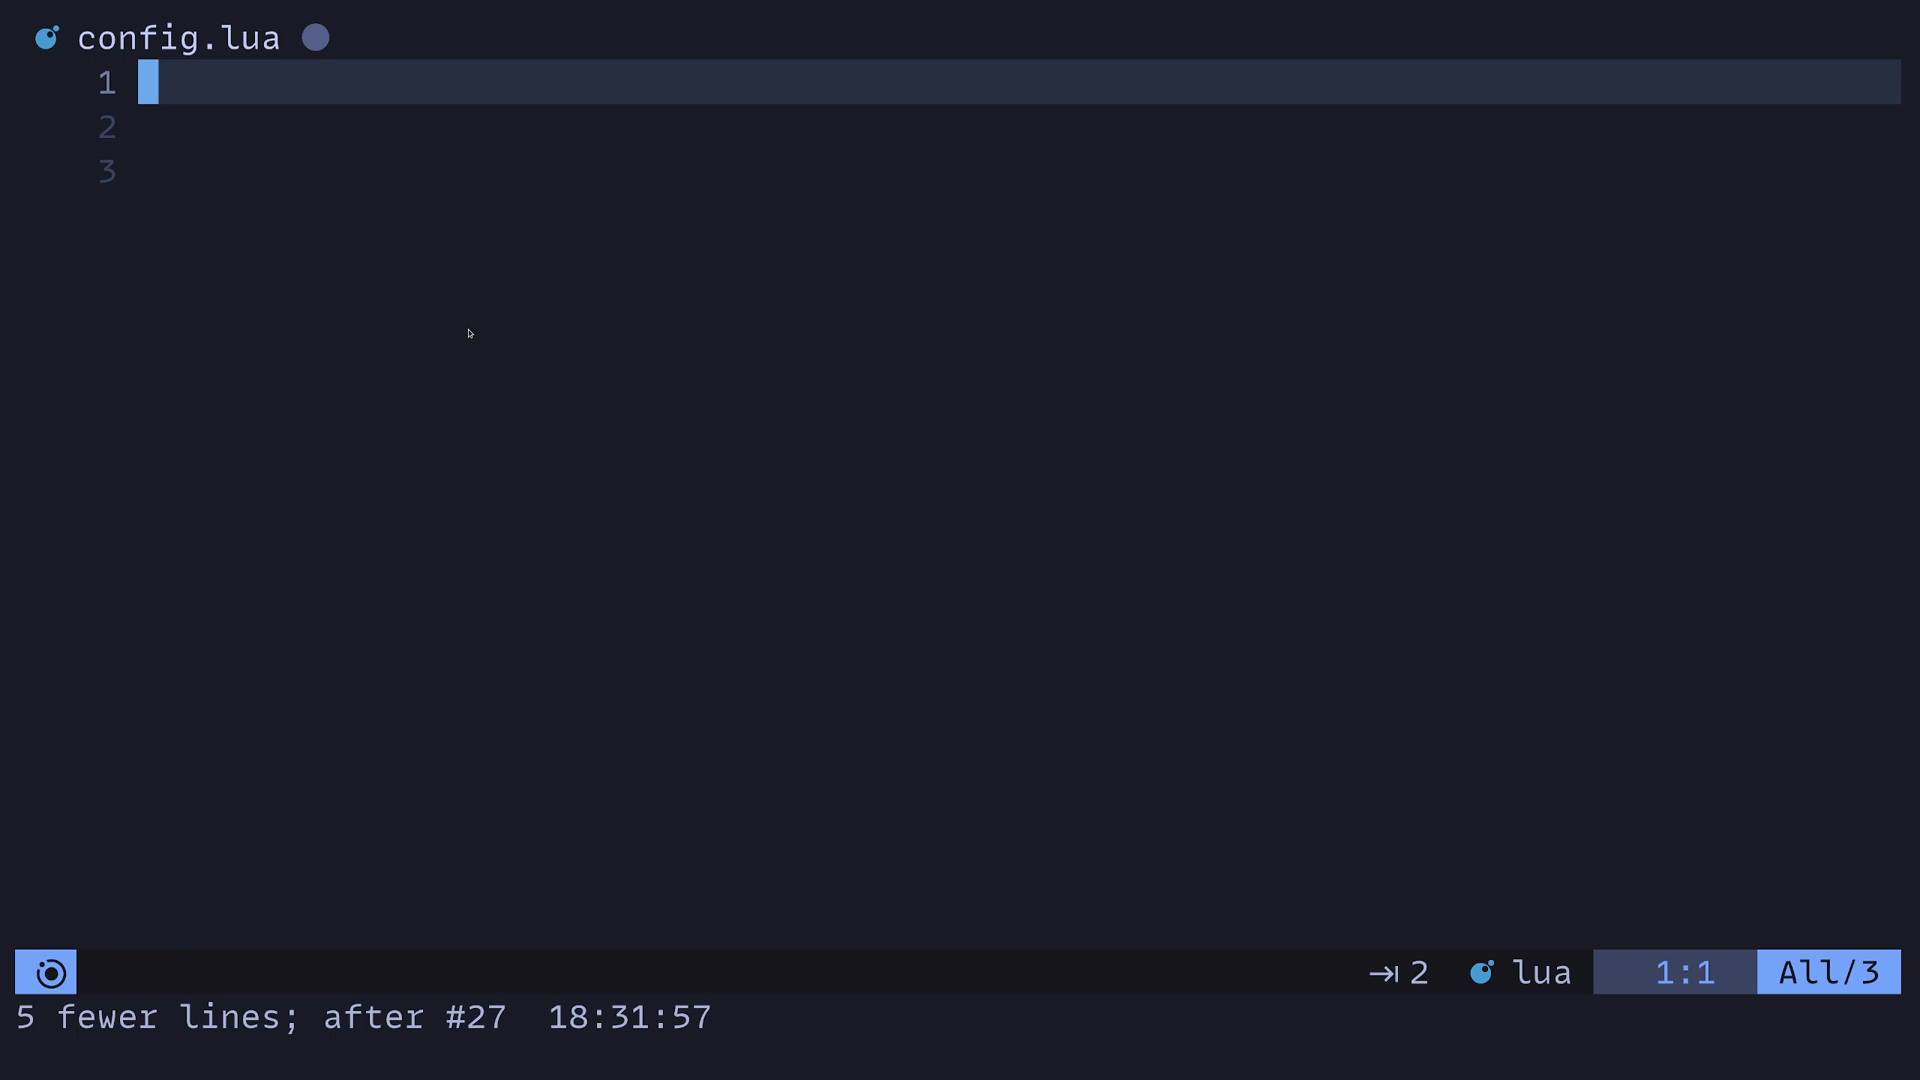 config.lua
1
2
3
2 lua 1:1 All/3
5 fewer lines; after #27 18:31:57